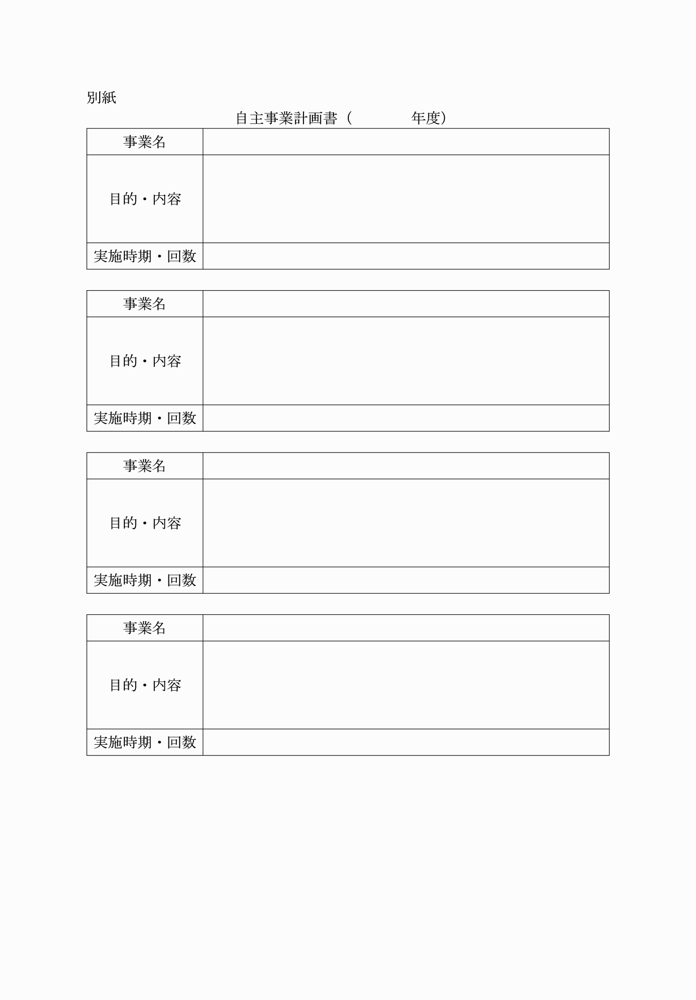 別紙
自主事業計画書（　　　　年度）
事業名
目的・内容
実施時期・回数
事業名
目的・内容
実施時期・回数
事業名
目的・内容
実施時期・回数
事業名
目的・内容
実施時期・回数